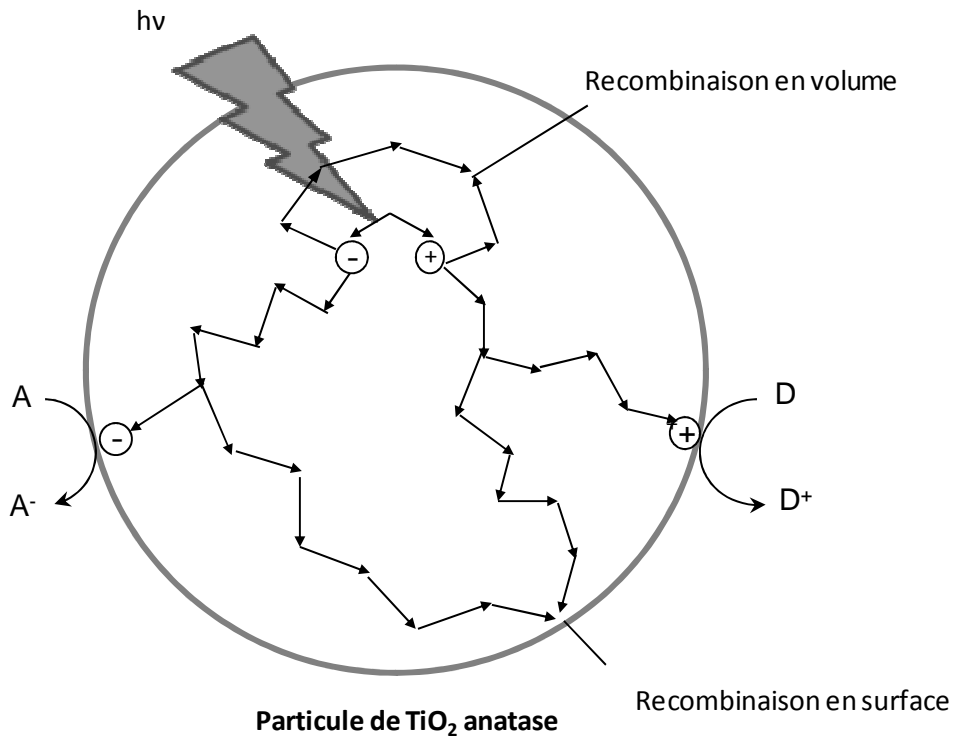 hν
Recombinaison en volume
-
+
A
D
-
+
A⁻
D⁺
Recombinaison en surface
Particule de TiO₂ anatase